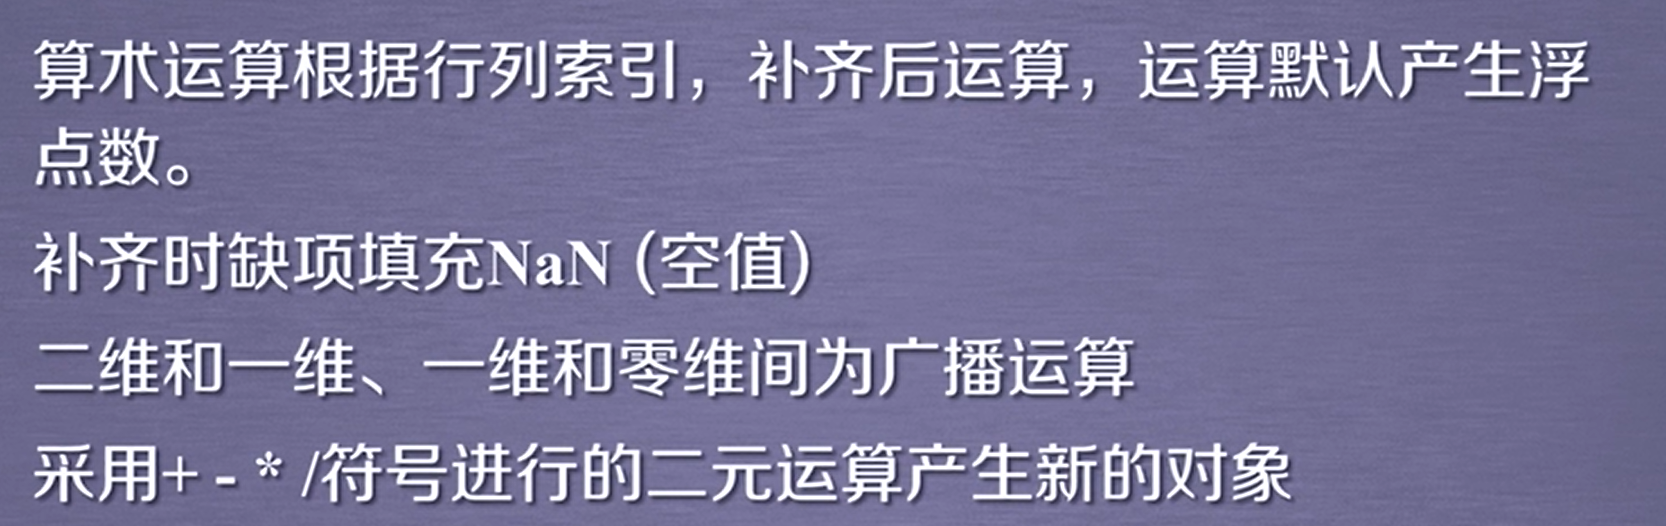 算术运算根据行列索引，补齐后运算，运算默认产生浮
点数。
补齐时缺项填充NaN (空值)
二维和一维、一维和零维间为广播运算
采用+ - * /符号进行的二元运算产生新的对象